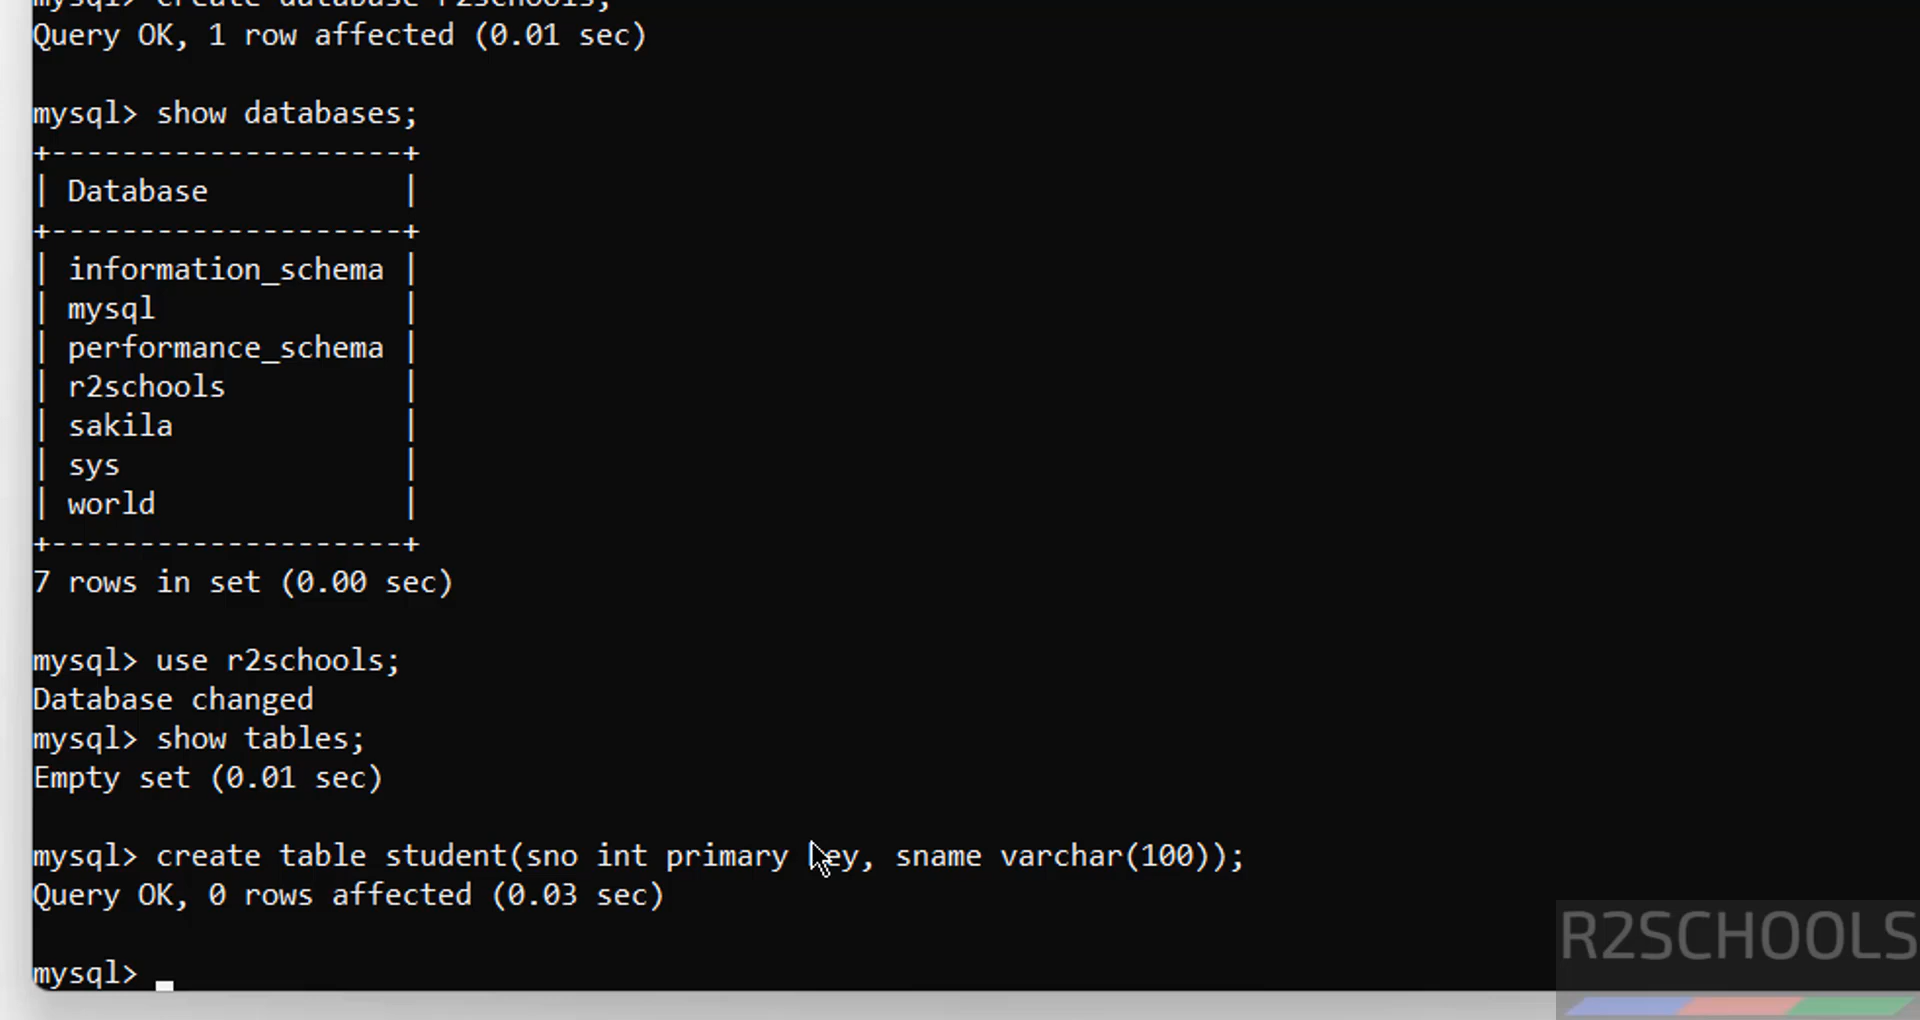 mysql> create database r2schools;
Query OK, 1 row affected (0.01 sec)
mysql> show databases;
+--------------------+
| Database           |
+--------------------+
| information_schema |
| mysql              |
| performance_schema |
| r2schools          |
| sakila             |
| sys                |
| world              |
+--------------------+
7 rows in set (0.00 sec)
mysql> use r2schools;
Database changed
mysql> show tables;
Empty set (0.01 sec)
mysql> create table student(sno int primary key, sname varchar(100));
Query OK, 0 rows affected (0.03 sec)
mysql>
R2SCHOOLS